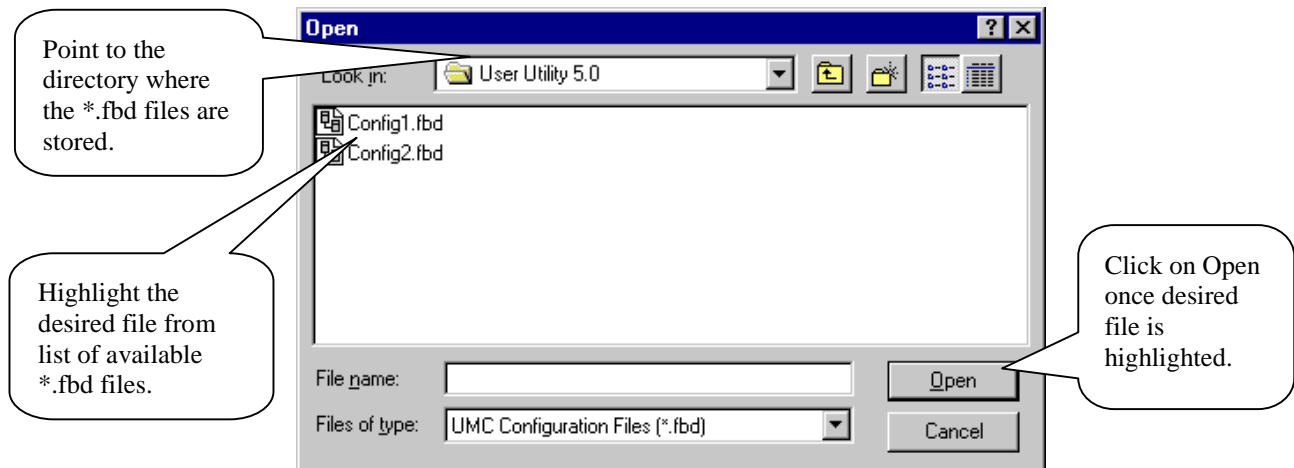 Point to the
directory where
the *.fbd files are
stored.
Open
Look in:
User Utility 5.0
Config1.fbd
Config2.fbd
Highlight the
desired file from
list of available
*.fbd files.
Click on Open
once desired
file is
highlighted.
File name:
Open
Files of type:
UMC Configuration Files (*.fbd)
Cancel